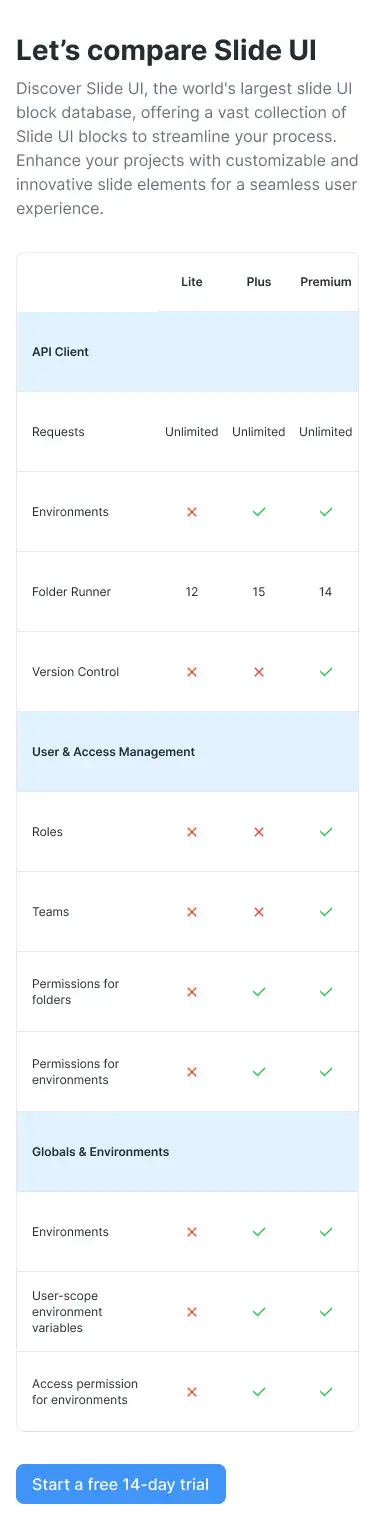 Let’s compare Slide UI
Discover Slide UI, the world's largest slide UI
block database, offering a vast collection of
Slide UI blocks to streamline your process.
Enhance your projects with customizable and
innovative slide elements for a seamless user
experience.
Lite Plus Premium
API Client
Requests Unlimited Unlimited Unlimited
Environments
Folder Runner 12 15 14
Version Control
User & Access Management
Roles
Teams
Permissions for
folders
Permissions for
environments
Globals & Environments
Environments
User-scope
environment
variables
Access permission
for environments
Start a free 14-day trial